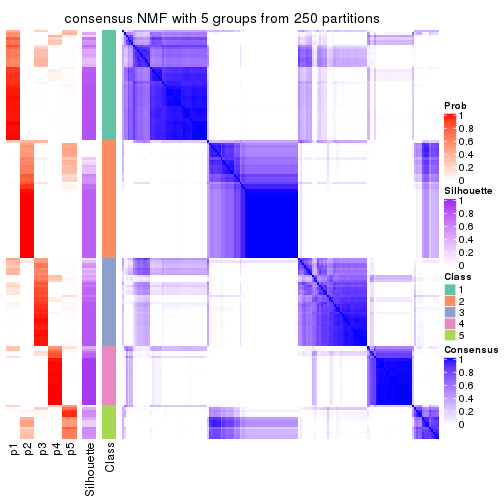 consensus NMF with 5 groups from 250 partitions
Prob
1
0.8
0.6
0.4
0.2
0
Silhouette
1
0.8
0.6
0.4
0.2
0
Class
1
2
3
4
5
Consensus
1
0.8
0.6
0.4
0.2
0
p1
p2
p3
p4
p5
Silhouette
Class